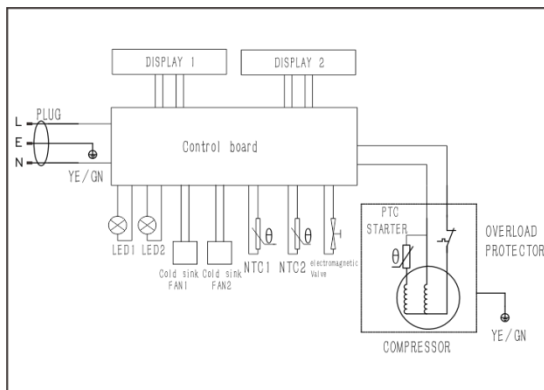 DISPLAY 1
DISPLAY 2
PLUG
L
E
N
YE/GN
Control board
LED1
LED2
Cold sink
FAN1
Cold sink
FAN2
θ
NTC1
θ
NTC2
electromagnetic
Valve
PTC
STARTER
θ
OVERLOAD
PROTECTOR
COMPRESSOR
YE/GN